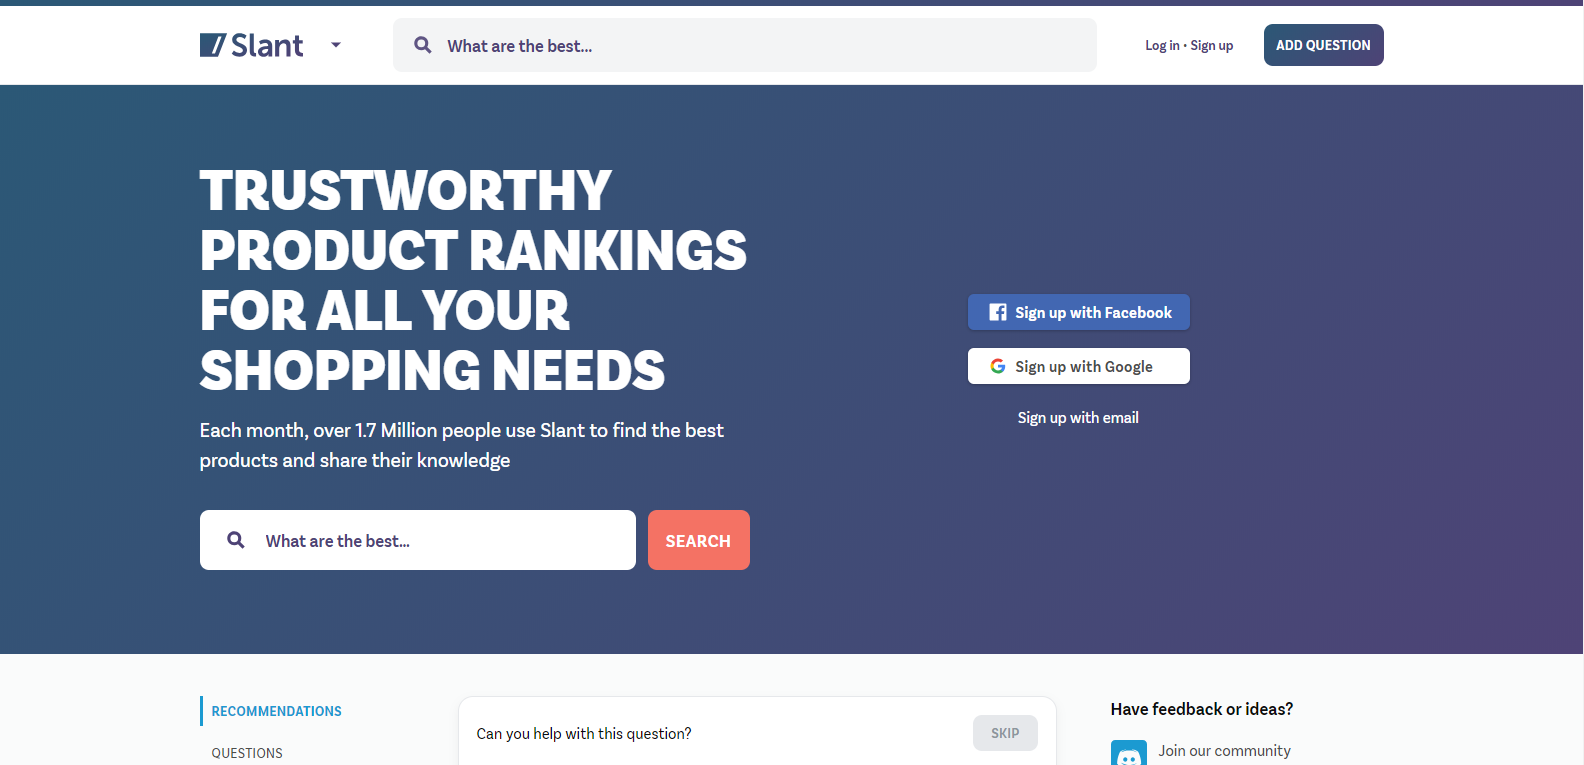 Slant
What are the best...
Log in • Sign up
ADD QUESTION
TRUSTWORTHY
PRODUCT RANKINGS
FOR ALL YOUR
SHOPPING NEEDS
Each month, over 1.7 Million people use Slant to find the best
products and share their knowledge
What are the best...
SEARCH
Sign up with Facebook
Sign up with Google
Sign up with email
RECOMMENDATIONS
QUESTIONS
Can you help with this question?
SKIP
Have feedback or ideas?
Join our community